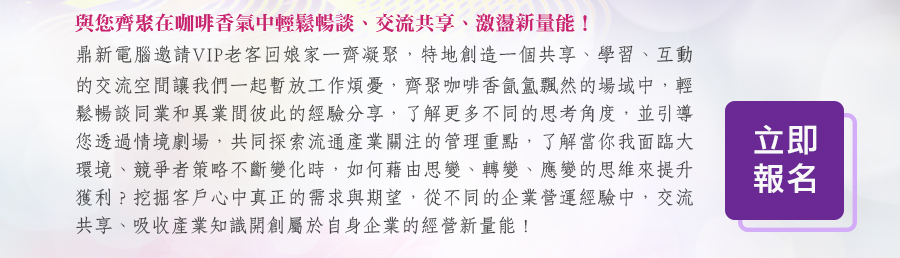 與您齊聚在咖啡香氣中輕鬆暢談、交流共享、激盪新量能！
鼎新電腦邀請VIP老客回娘家一齊凝聚，特地創造一個共享、學習、互動
的交流空間讓我們一起暫放工作煩憂，齊聚咖啡香氤氳飄然的場域中，輕
鬆暢談同業和異業間彼此的經驗分享，了解更多不同的思考角度，並引導
您透過情境劇場，共同探索流通產業關注的管理重點，了解當你我面臨大
環境、競爭者策略不斷變化時，如何藉由思變、轉變、應變的思維來提升
獲利？挖掘客戶心中真正的需求與期望，從不同的企業營運經驗中，交流
共享、吸收產業知識開創屬於自身企業的經營新量能！
立即
報名